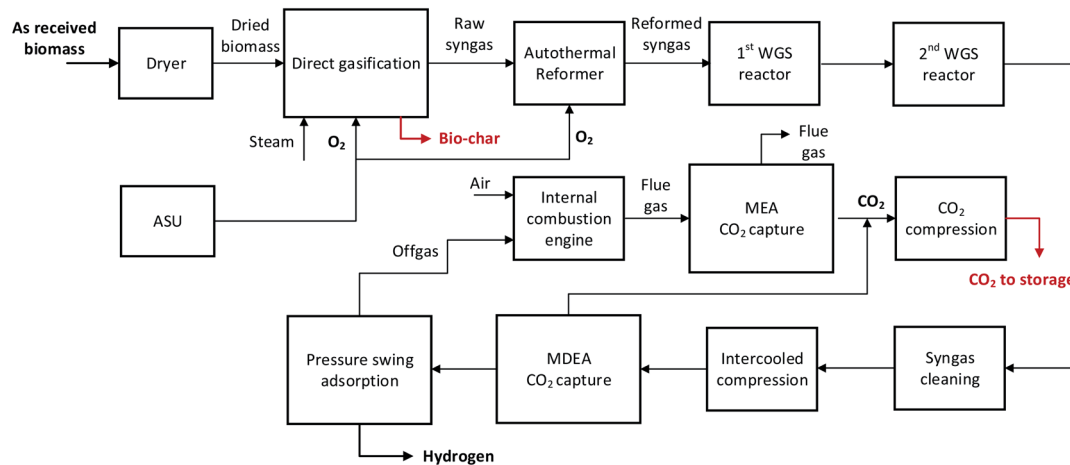 As received
biomass
Dryer
Dried
biomass
Direct gasification
Raw
syngas
Autothermal
Reformer
Reformed
syngas
1st WGS
reactor
2nd WGS
reactor
Steam
O2
Bio-char
O2
ASU
Air
Internal
combustion
engine
Flue
gas
MEA
CO2 capture
Flue
gas
CO2
CO2
compression
CO2 to storage
Offgas
Pressure swing
adsorption
MDEA
CO2 capture
Intercooled
compression
Syngas
cleaning
Hydrogen